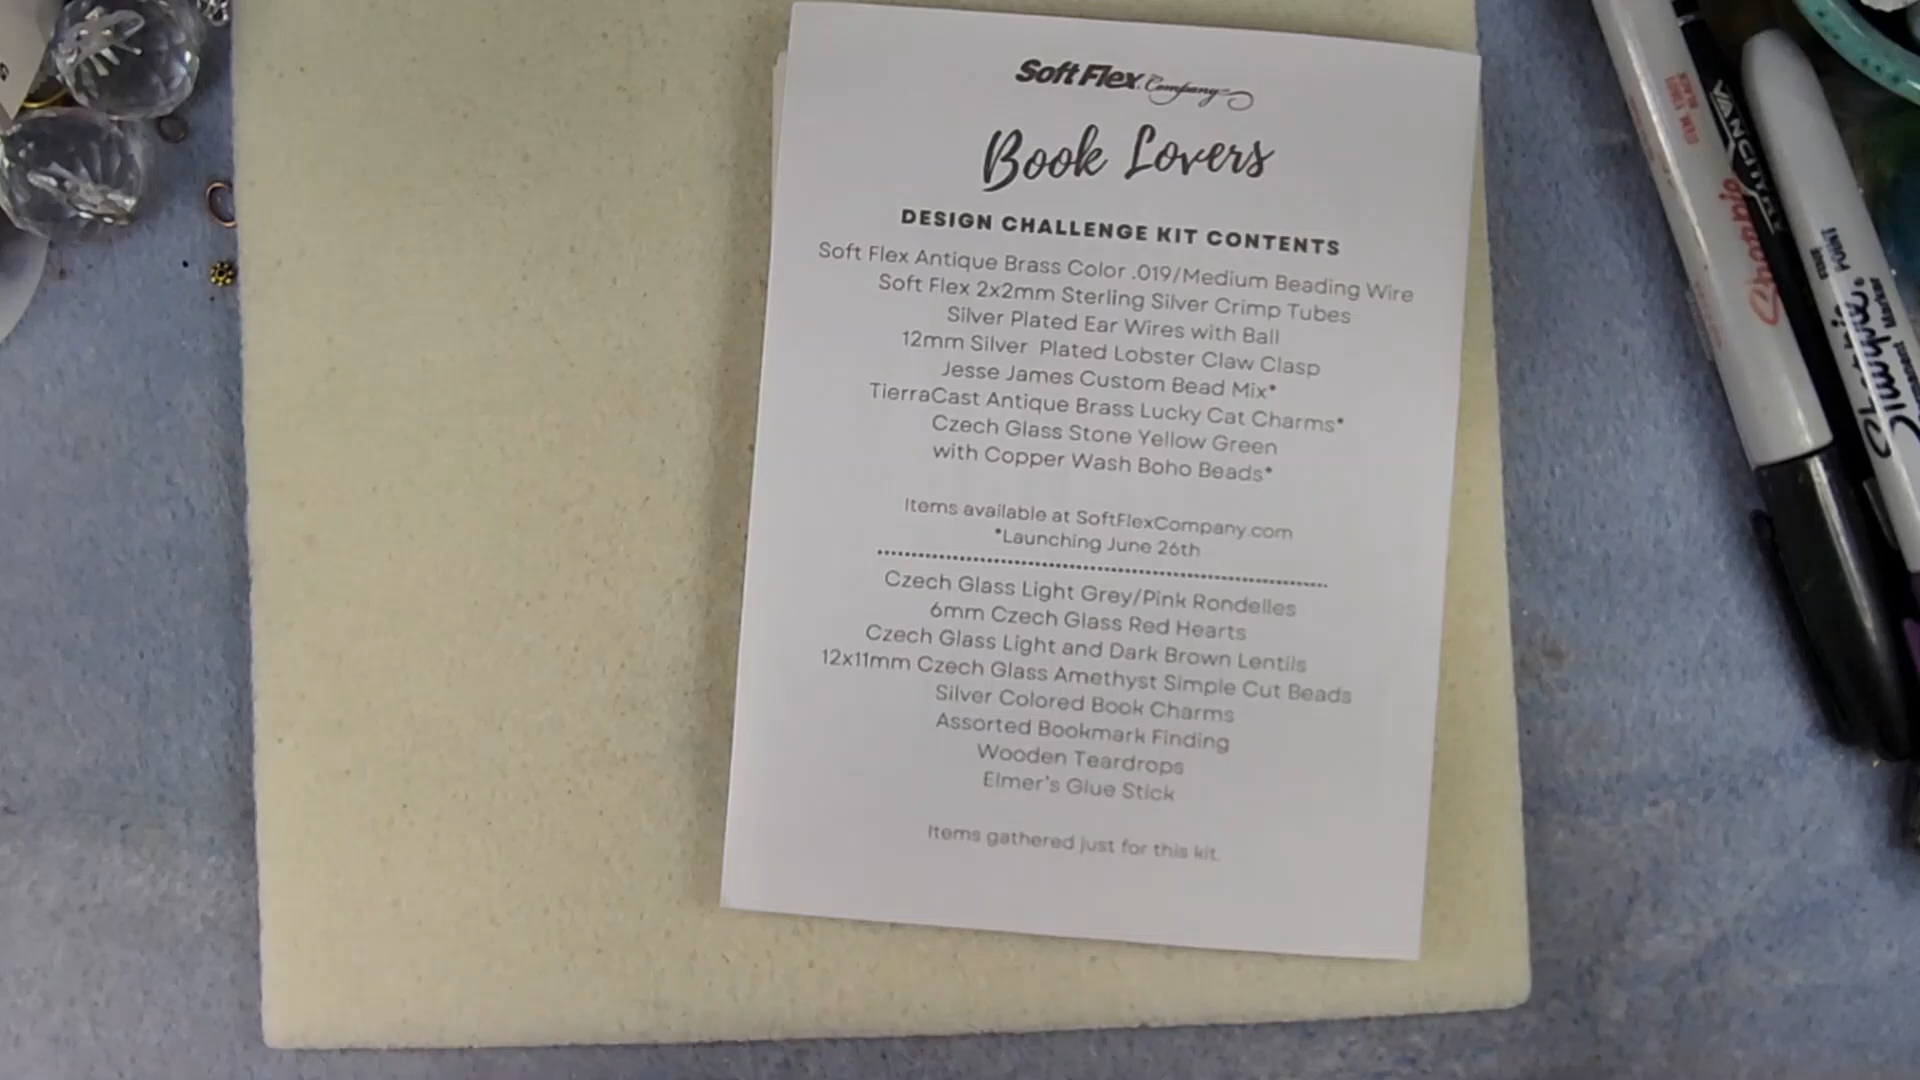 Soft Flex Company
Book Lovers
DESIGN CHALLENGE KIT CONTENTS
Soft Flex Antique Brass Color .019/Medium Beading Wire
Soft Flex 2x2mm Sterling Silver Crimp Tubes
Silver Plated Ear Wires with Ball
12mm Silver Plated Lobster Claw Clasp
Jesse James Custom Bead Mix*
TierraCast Antique Brass Lucky Cat Charms*
Czech Glass Stone Yellow Green
with Copper Wash Boho Beads*
Items available at SoftFlexCompany.com
*Launching June 26th
Czech Glass Light Grey/Pink Rondelles
6mm Czech Glass Red Hearts
Czech Glass Light and Dark Brown Lentils
12x11mm Czech Glass Amethyst Simple Cut Beads
Silver Colored Book Charms
Assorted Bookmark Finding
Wooden Teardrops
Elmer's Glue Stick
Items gathered just for this kit.
Sharpie